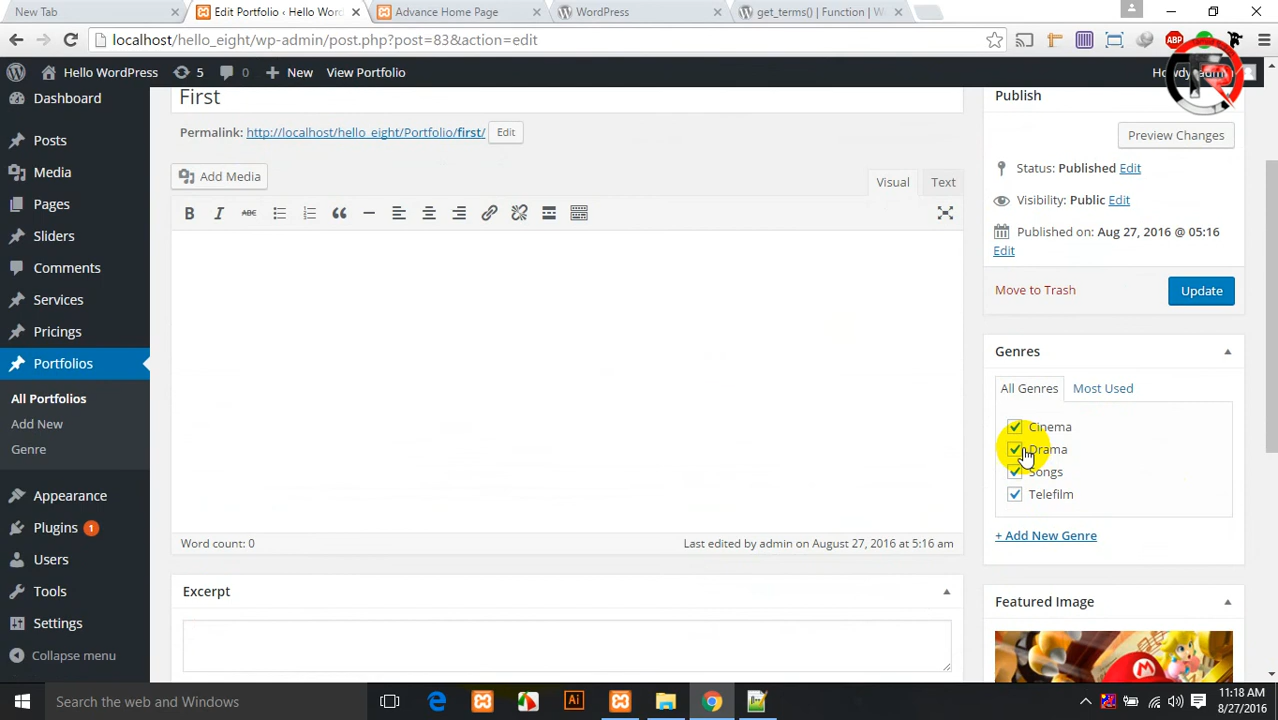 New Tab
Edit Portfolio ‹ Hello Wor
Advance Home Page
WordPress
get_terms() | Function | W
localhost/hello_eight/wp-admin/post.php?post=83&action=edit
ABP
Hello WordPress
5
0
New
View Portfolio
Howdy, admin
Dashboard
Posts
Media
Pages
Sliders
Comments
Services
Pricings
Portfolios
All Portfolios
Add New
Genre
Appearance
Plugins 1
Users
Tools
Settings
Collapse menu
First
Permalink: http://localhost/hello_eight/Portfolio/first/ Edit
Add Media
Visual
Text
B I ABC
Word count: 0
Last edited by admin on August 27, 2016 at 5:16 am
Excerpt
Publish
Preview Changes
Status: Published Edit
Visibility: Public Edit
Published on: Aug 27, 2016 @ 05:16
Edit
Move to Trash
Update
Genres
All Genres
Most Used
Cinema
Drama
Songs
Telefilm
+ Add New Genre
Featured Image
Search the web and Windows
Ai
11:18 AM
8/27/2016